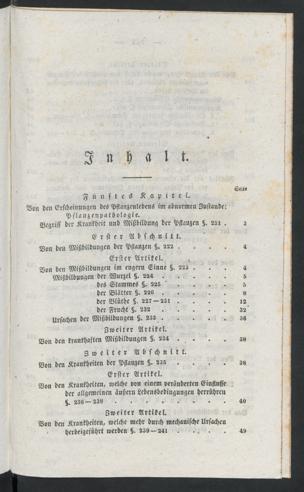 Inhalt.
Seite
Fünftes Kapitel.
Von den Erscheinungen des Pflanzenlebens im abnormen Zustande;
Pflanzenpathologie.
Begriff der Krankheit und Mißbildung der Pflanzen §. 221 . 3
Erster Abschnitt.
Von den Mißbildungen der Pflanzen §. 222 . . . . 4
Erster Artikel.
Von den Mißbildungen im engern Sinne §. 223 . . . . 4
Mißbildungen der Wurzel §. 224 . . . . 5
des Stammes §. 225 . . . . 5
der Blätter §. 226 . . . . 8
der Blüthe §. 227—231 . . . . 12
der Frucht §. 232 . . . . 32
Ursachen der Mißbildungen §. 233 . . . . 36
Zweiter Artikel.
Von den krankhaften Mißbildungen §. 234 . . . . 38
Zweiter Abschnitt.
Von den Krankheiten der Pflanzen §. 235 . . . . 38
Erster Artikel.
Von den Krankheiten, welche von einem veränderten Einflusse
der allgemeinen äußern Lebensbedingungen herrühren
§. 236—238 . . . . 40
Zweiter Artikel.
Von den Krankheiten, welche mehr durch mechanische Ursachen
herbeigeführt werden §. 239—241 . . . . 49